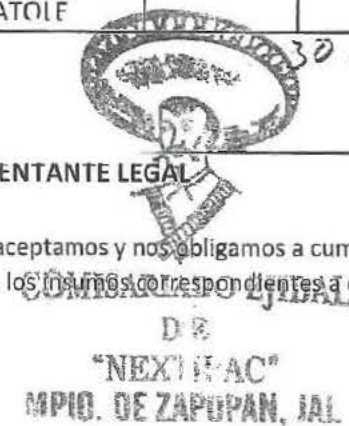 ATOLE
30
ENTANTE LEGAL
aceptamos y nos obligamos a cum
los insumos correspondientes a
COMISARIADO EJIDAL
DE
"NEXTIPAC"
MPIO. DE ZAPOPAN, JAL